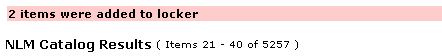 2 items were added to locker
NLM Catalog Results ( Items 21 - 40 of 5257 )